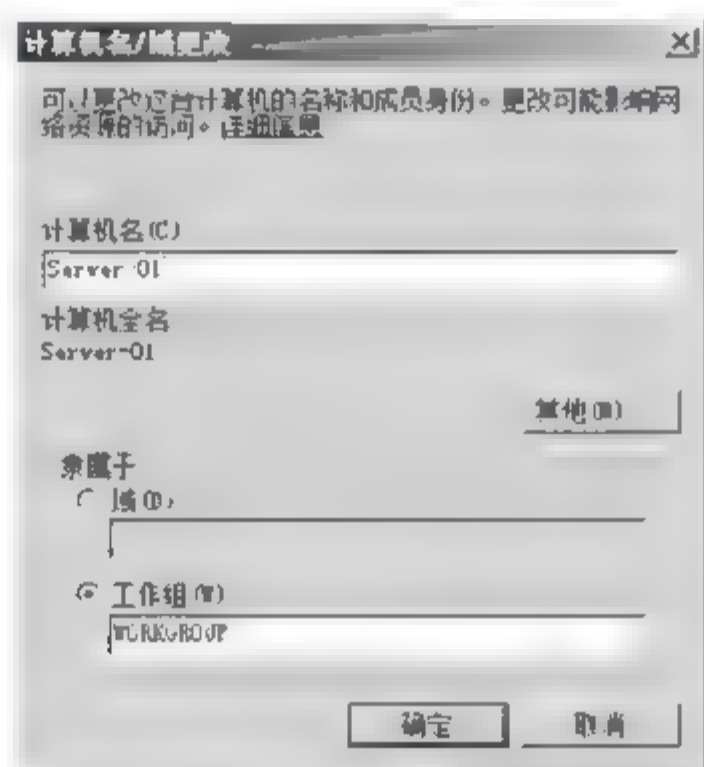 计算机名/域更改
可以更改这台计算机的名称和成员身份。更改可能影响网
络资源的访问。详细信息
计算机名(C)
Server-01
计算机全名
Server-01
其他(M)
隶属于
域(D)
工作组(W)
WORKGROUP
确定
取消